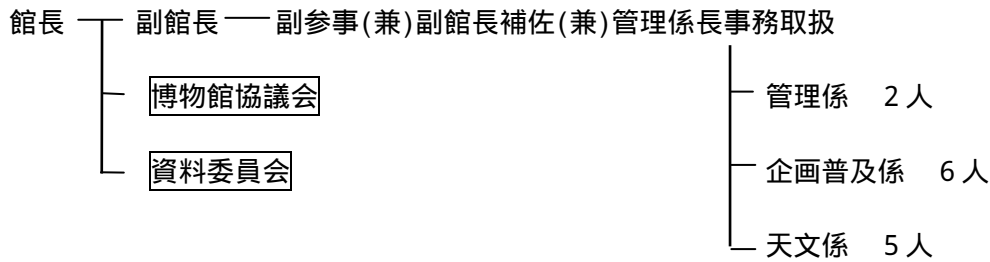 館長 副館長 副参事(兼)副館長補佐(兼)管理係長事務取扱
博物館協議会 管理係 2人
資料委員会 企画普及係 6人
天文係 5人